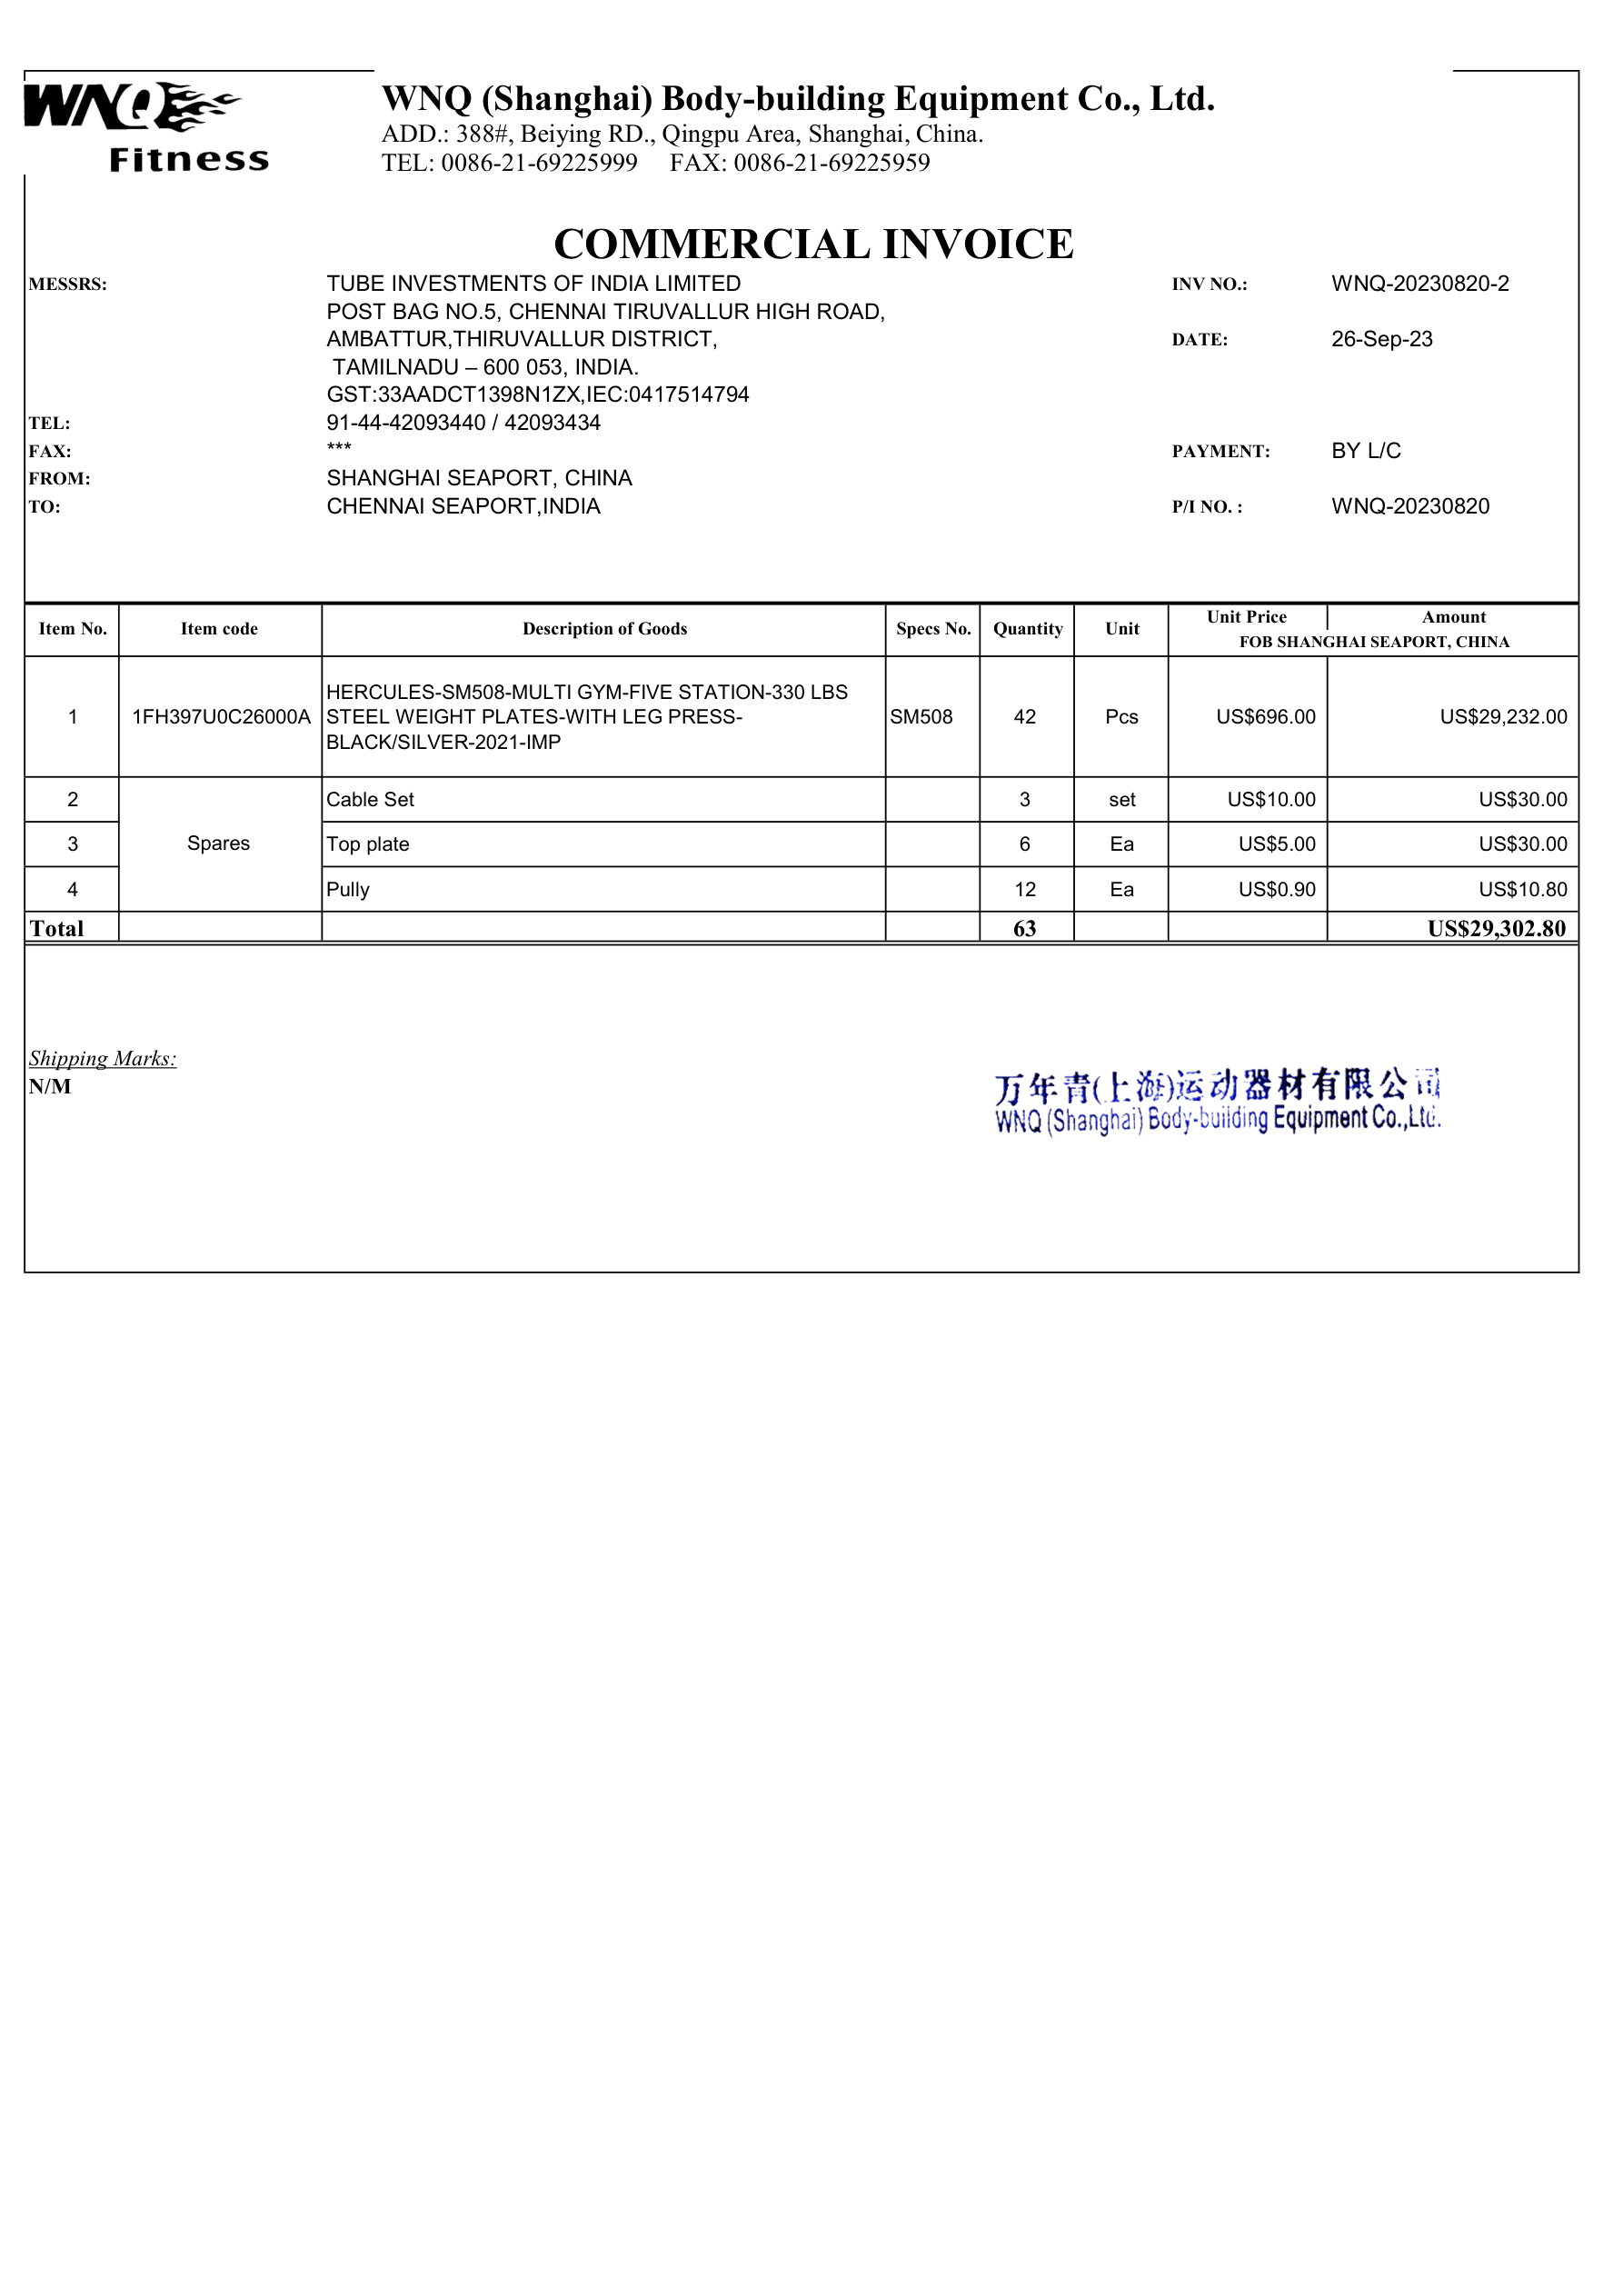 WNQ
Fitness
WNQ (Shanghai) Body-building Equipment Co., Ltd.
ADD.: 388#, Beiying RD., Qingpu Area, Shanghai, China.
TEL: 0086-21-69225999 FAX: 0086-21-69225959
COMMERCIAL INVOICE
MESSRS: TUBE INVESTMENTS OF INDIA LIMITED INV NO.: WNQ-20230820-2
POST BAG NO.5, CHENNAI TIRUVALLUR HIGH ROAD,
AMBATTUR,THIRUVALLUR DISTRICT, DATE: 26-Sep-23
TAMILNADU – 600 053, INDIA.
GST:33AADCT1398N1ZX,IEC:0417514794
TEL: 91-44-42093440 / 42093434
FAX: *** PAYMENT: BY L/C
FROM: SHANGHAI SEAPORT, CHINA
TO: CHENNAI SEAPORT,INDIA P/I NO. : WNQ-20230820
Item No. Item code Description of Goods Specs No. Quantity Unit Unit Price Amount
FOB SHANGHAI SEAPORT, CHINA
HERCULES-SM508-MULTI GYM-FIVE STATION-330 LBS
1 1FH397U0C26000A STEEL WEIGHT PLATES-WITH LEG PRESS- SM508 42 Pcs US$696.00 US$29,232.00
BLACK/SILVER-2021-IMP
2 Cable Set 3 set US$10.00 US$30.00
3 Spares Top plate 6 Ea US$5.00 US$30.00
4 Pully 12 Ea US$0.90 US$10.80
Total 63 US$29,302.80
Shipping Marks:
N/M
万年青(上海)运动器材有限公司
WNQ (Shanghai) Body-building Equipment Co.,Ltd.